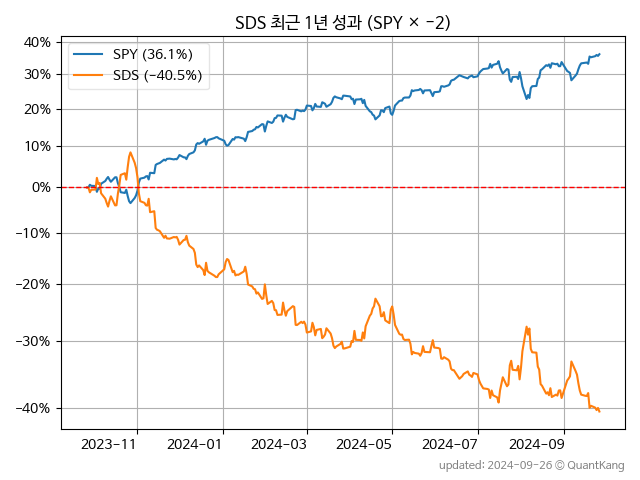 SDS 최근 1년 성과 (SPY × −2)
SPY (36.1%)
SDS (−40.5%)
40%
30%
20%
10%
0%
−10%
−20%
−30%
−40%
2023−11 2024−01 2024−03 2024−05 2024−07 2024−09
updated: 2024−09−26 © QuantKang